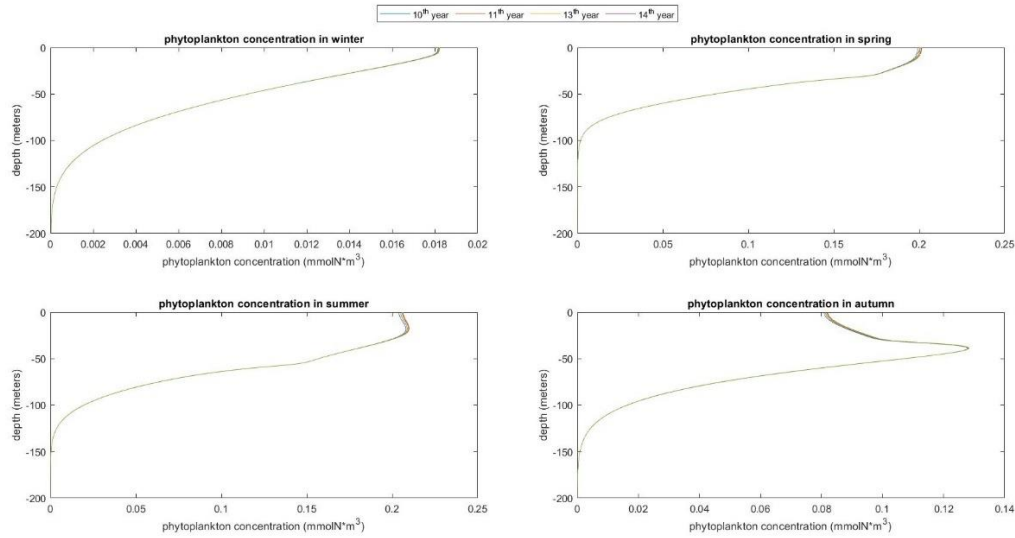 10th year 11th year 13th year 14th year
phytoplankton concentration in winter
0
-50
-100
-150
-200
depth (meters)
0 0.002 0.004 0.006 0.008 0.01 0.012 0.014 0.016 0.018 0.02
phytoplankton concentration (mmolN*m3)
phytoplankton concentration in spring
0
-50
-100
-150
-200
depth (meters)
0 0.05 0.1 0.15 0.2 0.25
phytoplankton concentration (mmolN*m3)
phytoplankton concentration in summer
0
-50
-100
-150
-200
depth (meters)
0 0.05 0.1 0.15 0.2 0.25
phytoplankton concentration (mmolN*m3)
phytoplankton concentration in autumn
0
-50
-100
-150
-200
depth (meters)
0 0.02 0.04 0.06 0.08 0.1 0.12 0.14
phytoplankton concentration (mmolN*m3)